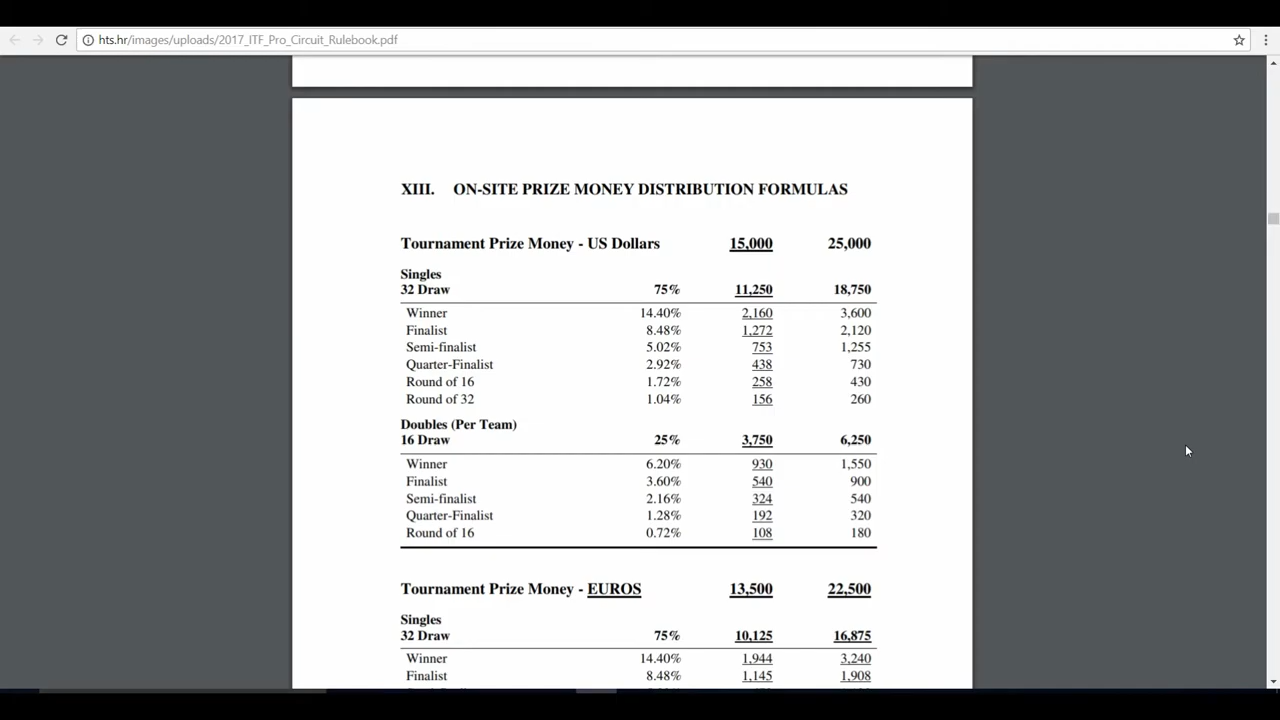 hts.hr/images/uploads/2017_ITF_Pro_Circuit_Rulebook.pdf
XIII. ON-SITE PRIZE MONEY DISTRIBUTION FORMULAS
Tournament Prize Money - US Dollars 15,000 25,000
Singles
32 Draw 75% 11,250 18,750
Winner 14.40% 2,160 3,600
Finalist 8.48% 1,272 2,120
Semi-finalist 5.02% 753 1,255
Quarter-Finalist 2.92% 438 730
Round of 16 1.72% 258 430
Round of 32 1.04% 156 260
Doubles (Per Team)
16 Draw 25% 3,750 6,250
Winner 6.20% 930 1,550
Finalist 3.60% 540 900
Semi-finalist 2.16% 324 540
Quarter-Finalist 1.28% 192 320
Round of 16 0.72% 108 180
Tournament Prize Money - EUROS 13,500 22,500
Singles
32 Draw 75% 10,125 16,875
Winner 14.40% 1,944 3,240
Finalist 8.48% 1,145 1,908